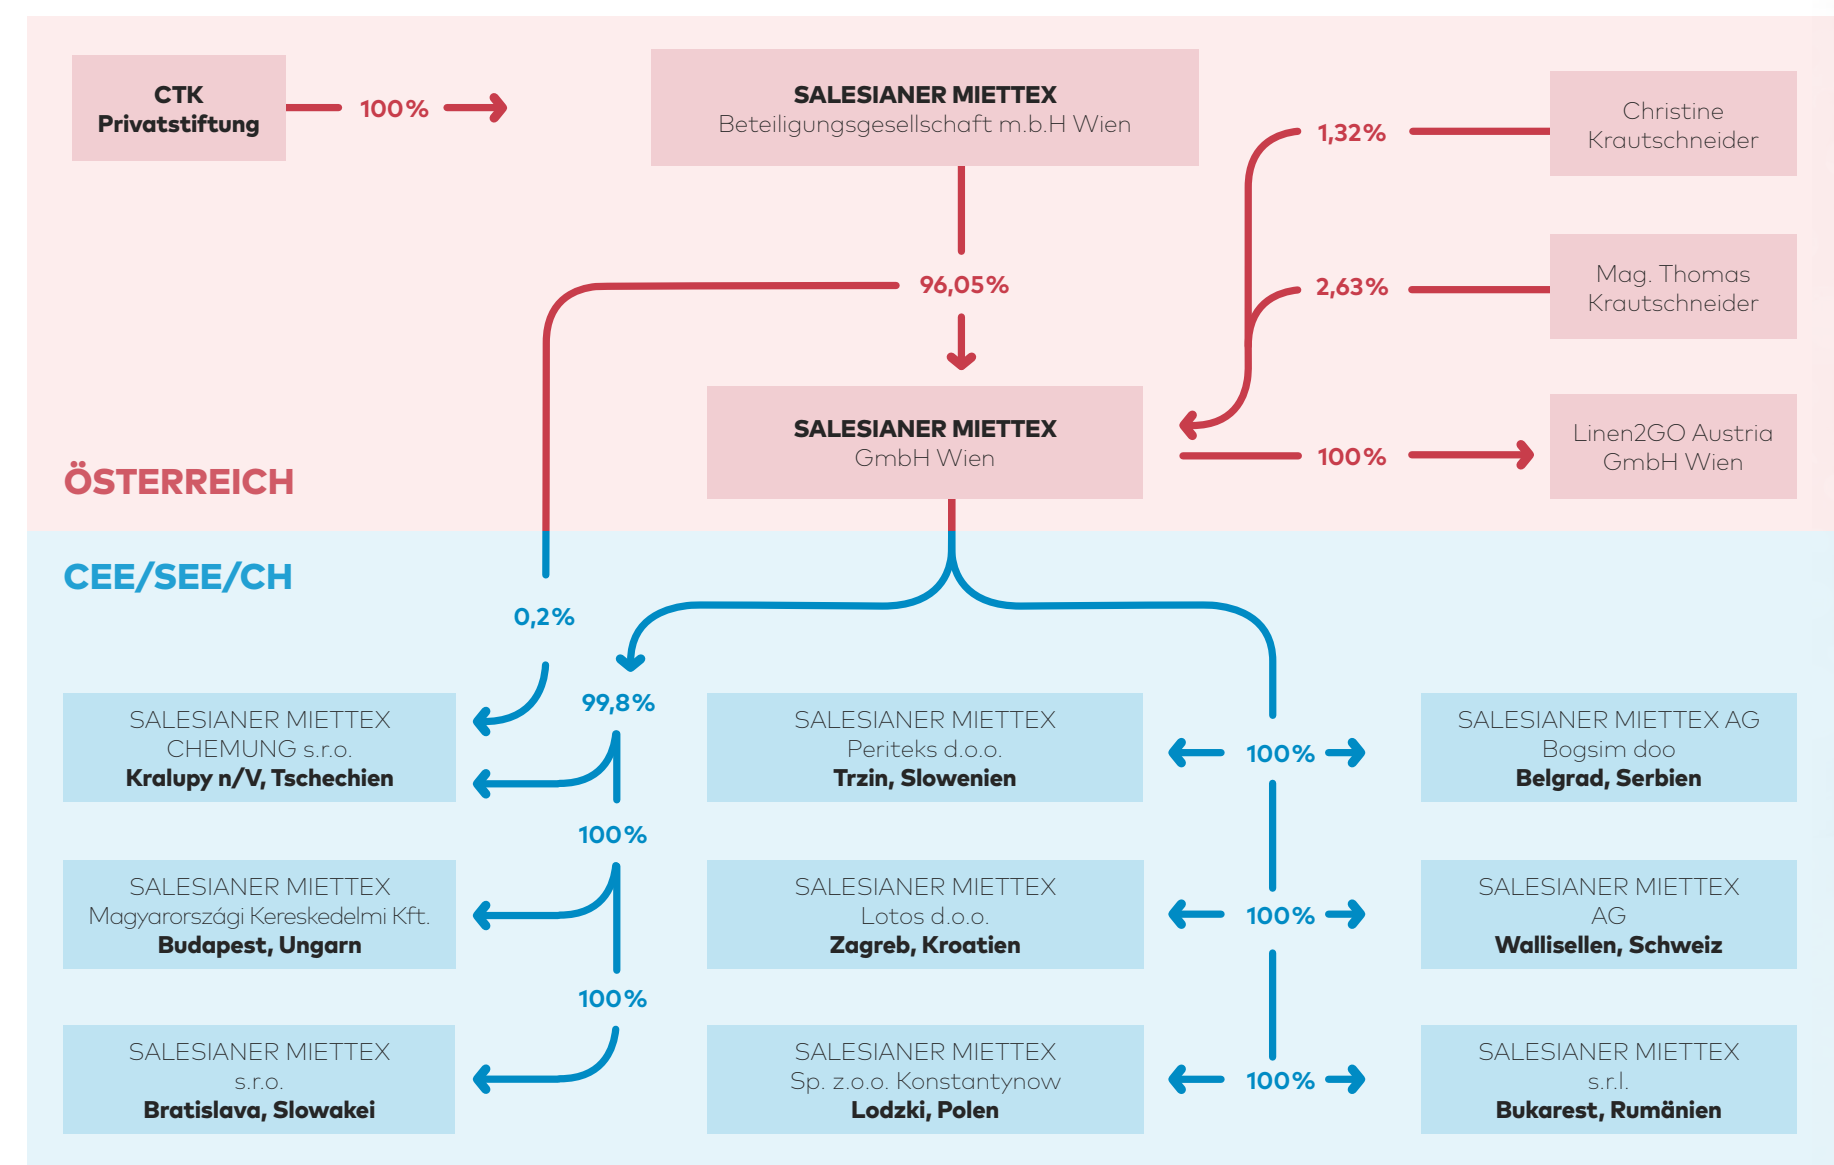 CTK
Privatstiftung
100%
SALESIANER MIETTEX
Beteiligungsgesellschaft m.b.H Wien
1,32%
Christine
Krautschneider
96,05%
2,63%
Mag. Thomas
Krautschneider
SALESIANER MIETTEX
GmbH Wien
100%
Linen2GO Austria
GmbH Wien
ÖSTERREICH
CEE/SEE/CH
0,2%
99,8%
SALESIANER MIETTEX
CHEMUNG s.r.o.
Kralupy n/V, Tschechien
SALESIANER MIETTEX
Periteks d.o.o.
Trzin, Slowenien
100%
SALESIANER MIETTEX AG
Bogsim doo
Belgrad, Serbien
100%
SALESIANER MIETTEX
Magyarországi Kereskedelmi Kft.
Budapest, Ungarn
SALESIANER MIETTEX
Lotos d.o.o.
Zagreb, Kroatien
100%
SALESIANER MIETTEX
AG
Wallisellen, Schweiz
100%
SALESIANER MIETTEX
s.r.o.
Bratislava, Slowakei
SALESIANER MIETTEX
Sp. z.o.o. Konstantynow
Lodzki, Polen
100%
SALESIANER MIETTEX
s.r.l.
Bukarest, Rumänien